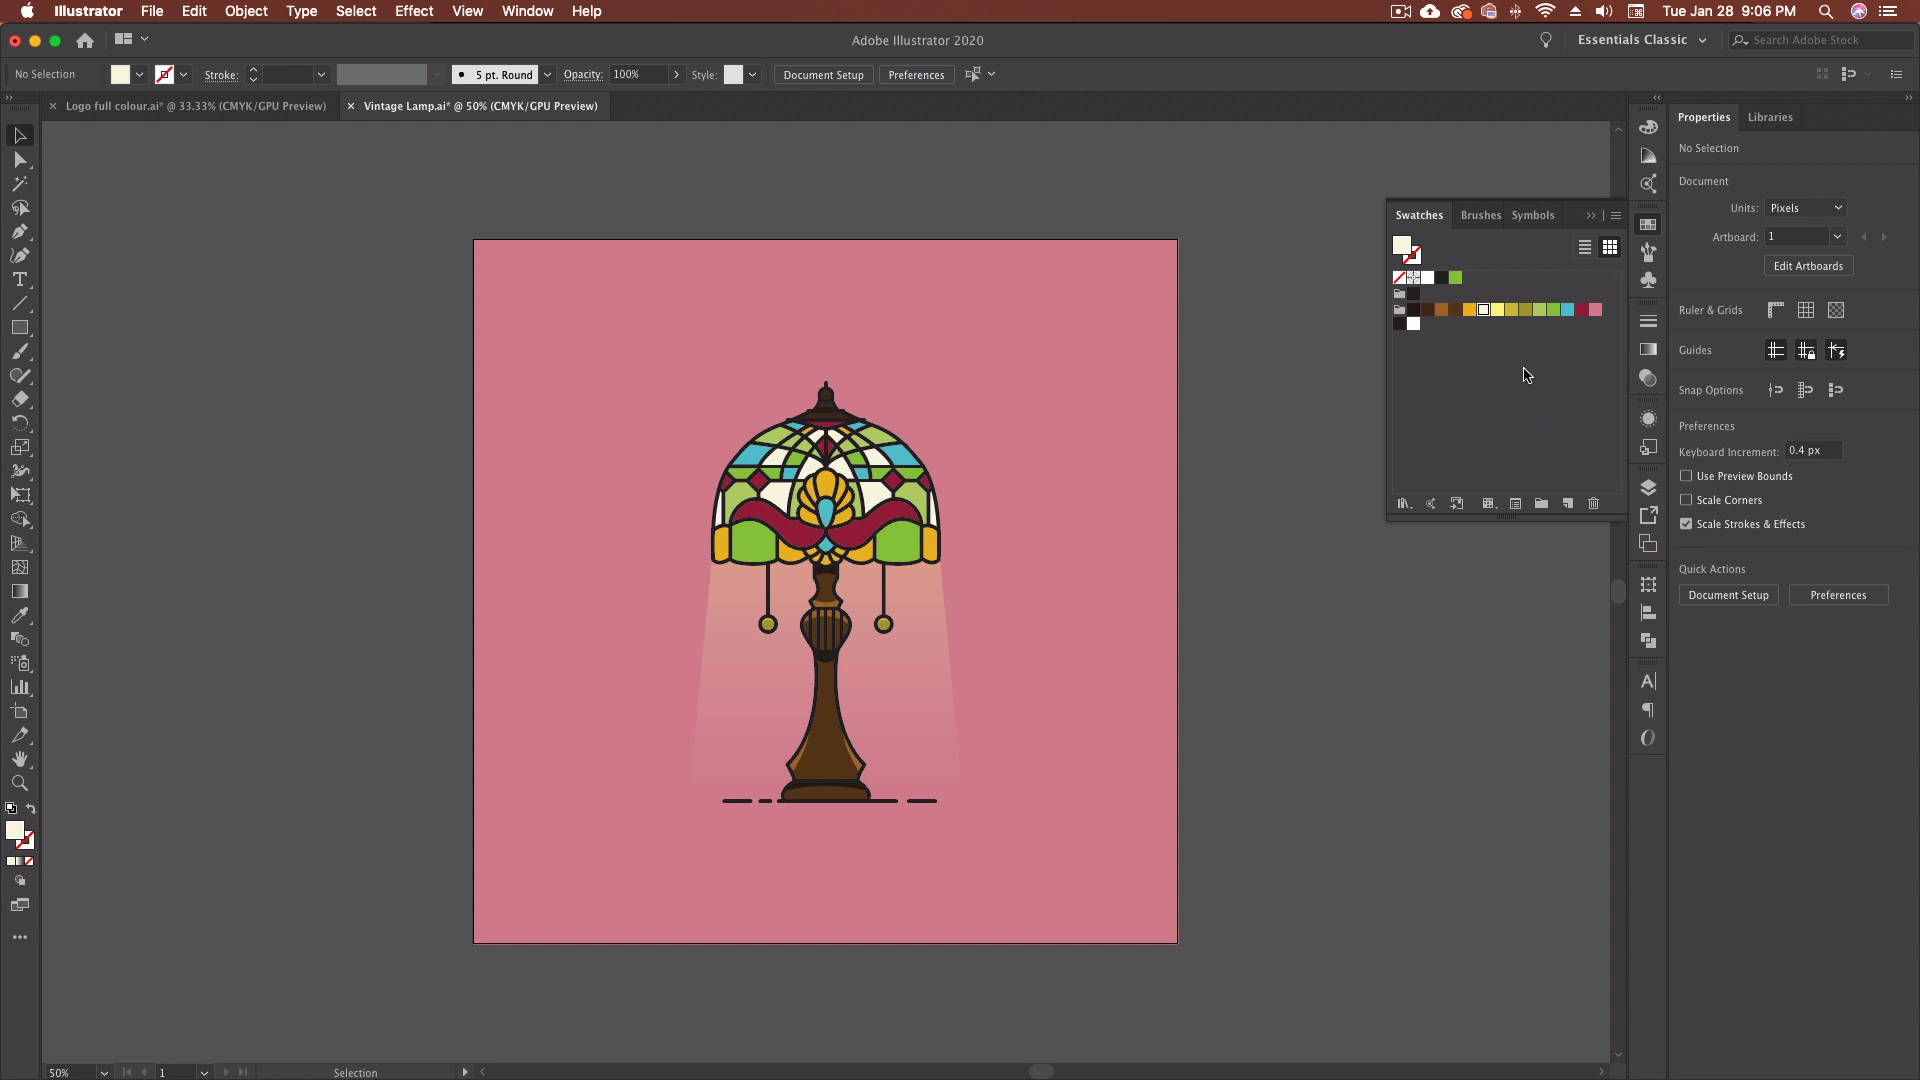 Illustrator File Edit Object Type Select Effect View Window Help
Tue Jan 28 9:06 PM
Adobe Illustrator 2020
Essentials Classic
Search Adobe Stock
No Selection
Stroke:
5 pt. Round
Opacity: 100%
Style:
Document Setup
Preferences
Logo full colour.ai* @ 33.33% (CMYK/GPU Preview)
Vintage Lamp.ai* @ 50% (CMYK/GPU Preview)
Swatches Brushes Symbols
Properties Libraries
No Selection
Document
Units: Pixels
Artboard: 1
Edit Artboards
Ruler & Grids
Guides
Snap Options
Preferences
Keyboard Increment: 0.4 px
Use Preview Bounds
Scale Corners
Scale Strokes & Effects
Quick Actions
Document Setup Preferences
50% 1 Selection